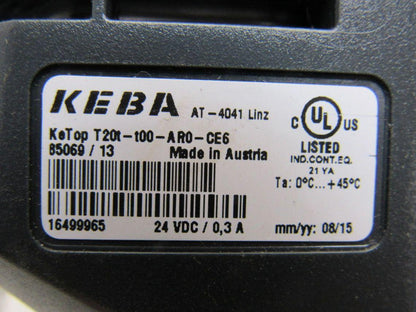 KEBA AT-4041 Linz
KeTop T20t-t00-AR0-CE6
85069 / 13 Made in Austria
16499965 24 VDC / 0,3 A
C UL US
LISTED
IND.CONT.EQ.
21 YA
Ta: 0°C...+45°C
mm/yy: 08/15